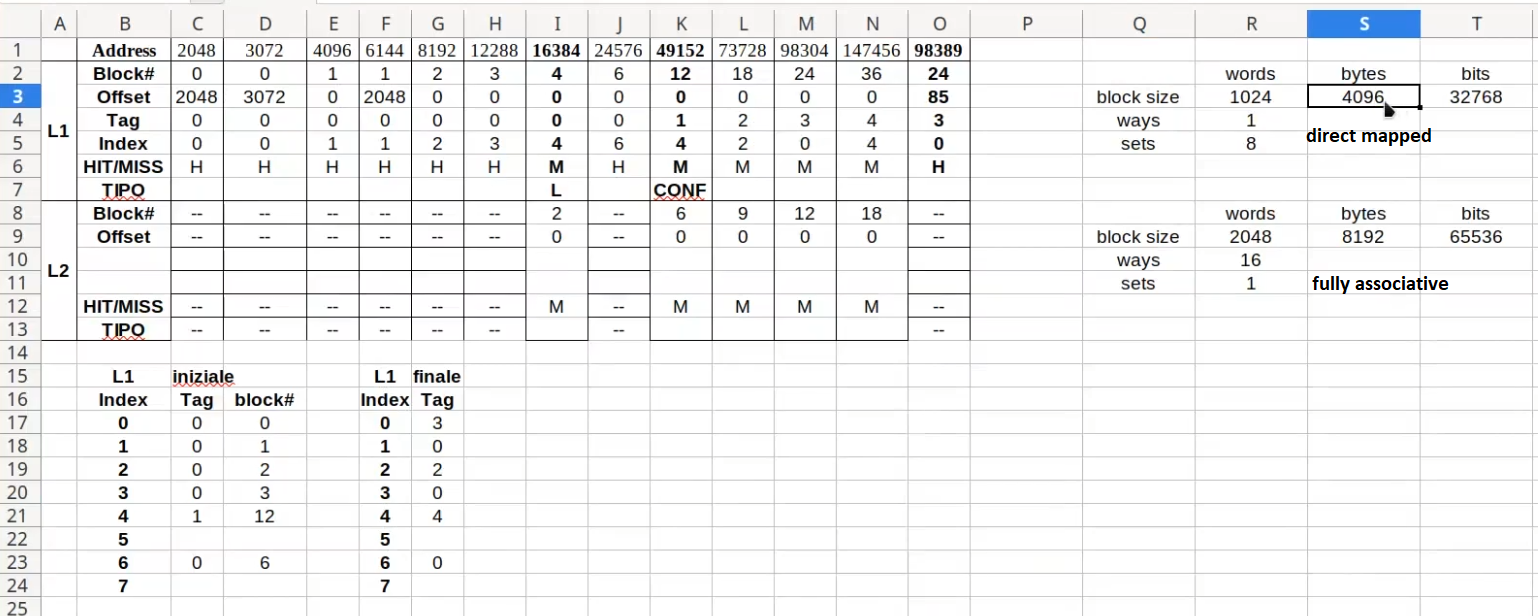 A B C D E F G H I J K L M N O P Q R S T
1 Address 2048 3072 4096 6144 8192 12288 16384 24576 49152 73728 98304 147456 98389
2 Block# 0 0 1 1 2 3 4 6 12 18 24 36 24 words bytes bits
3 Offset 2048 3072 0 2048 0 0 0 0 0 0 0 0 85 block size 1024 4096 32768
4 Tag 0 0 0 0 0 0 0 0 1 2 3 4 3 ways 1
L1 direct mapped
5 Index 0 0 1 1 2 3 4 6 4 2 0 4 0 sets 8
6 HIT/MISS H H H H H H M H M M M M H
7 TIPO L CONF
8 Block# -- -- -- -- -- -- 2 -- 6 9 12 18 -- words bytes bits
9 Offset -- -- -- -- -- -- 0 -- 0 0 0 0 -- block size 2048 8192 65536
10 ways 16
L2
11 sets 1 fully associative
12 HIT/MISS -- -- -- -- -- -- M -- M M M M --
13 TIPO -- -- -- -- -- -- -- --
14
15 L1 iniziale L1 finale
16 Index Tag block# Index Tag
17 0 0 0 0 3
18 1 0 1 1 0
19 2 0 2 2 2
20 3 0 3 3 0
21 4 1 12 4 4
22 5 5
23 6 0 6 6 0
24 7 7
25